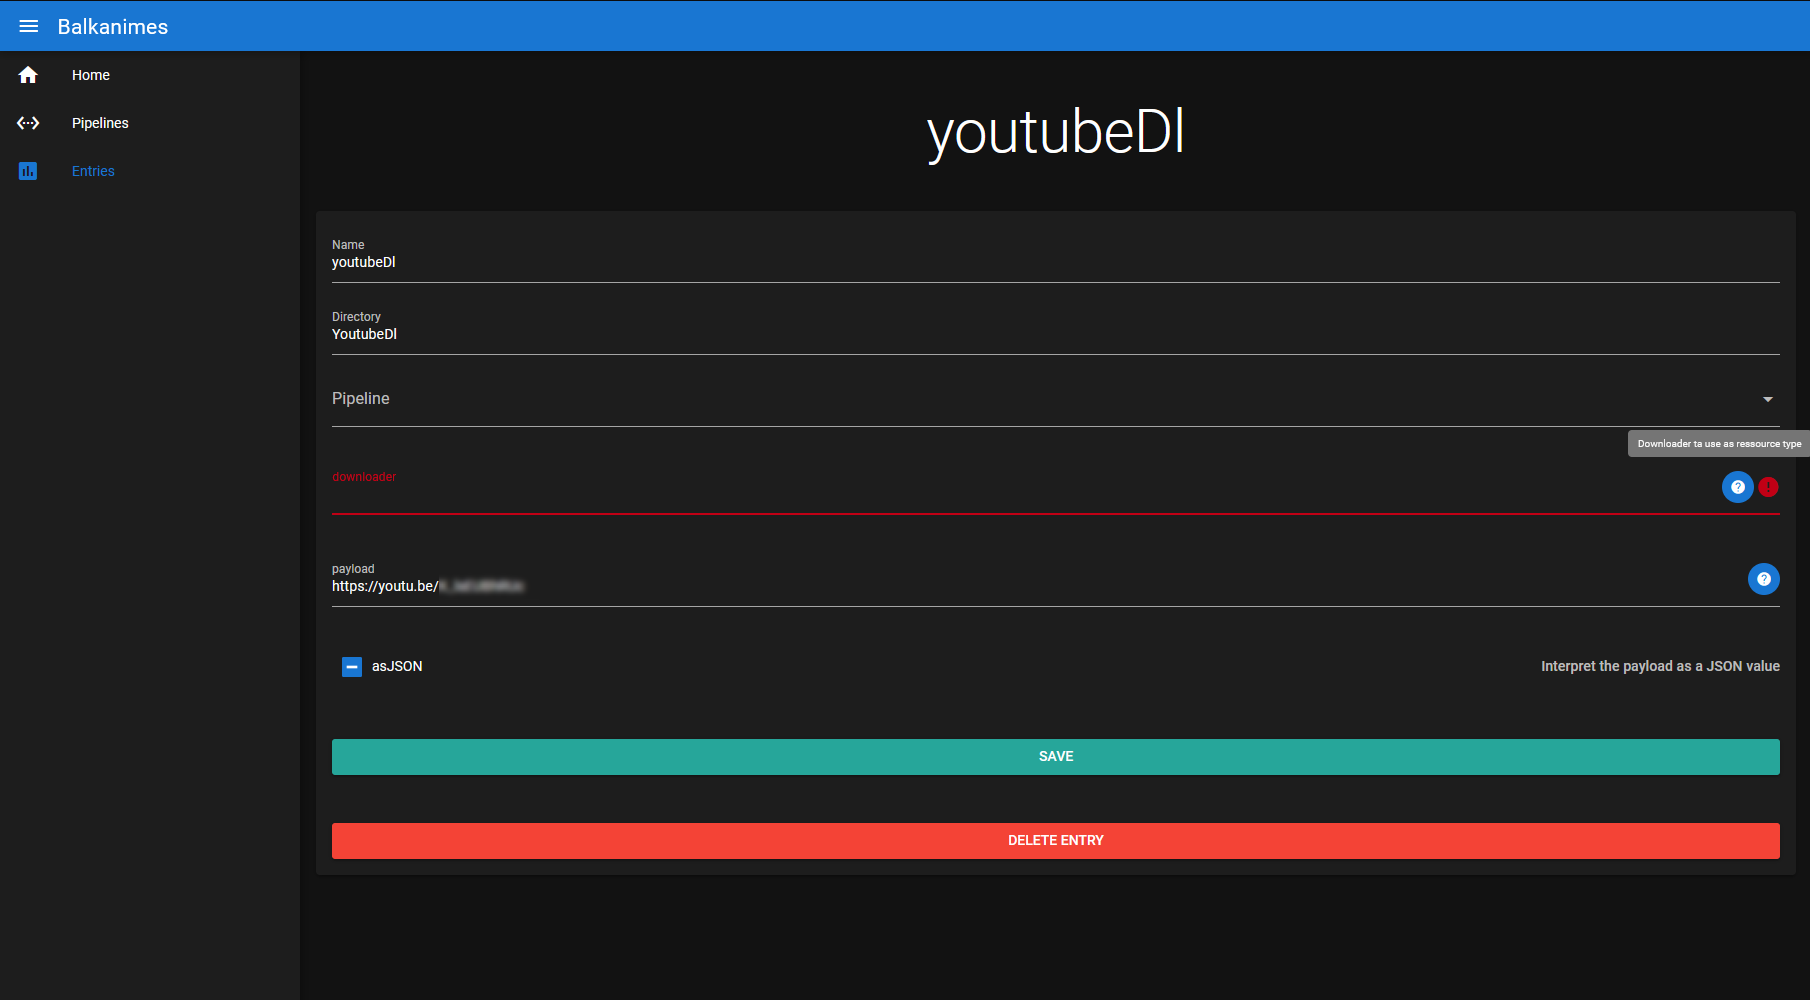 Balkanimes
Home
Pipelines
Entries
youtubeDl
Name
youtubeDl
Directory
YoutubeDl
Pipeline
Downloader ta use as ressource type
downloader
payload
https://youtu.be/
asJSON
Interpret the payload as a JSON value
SAVE
DELETE ENTRY